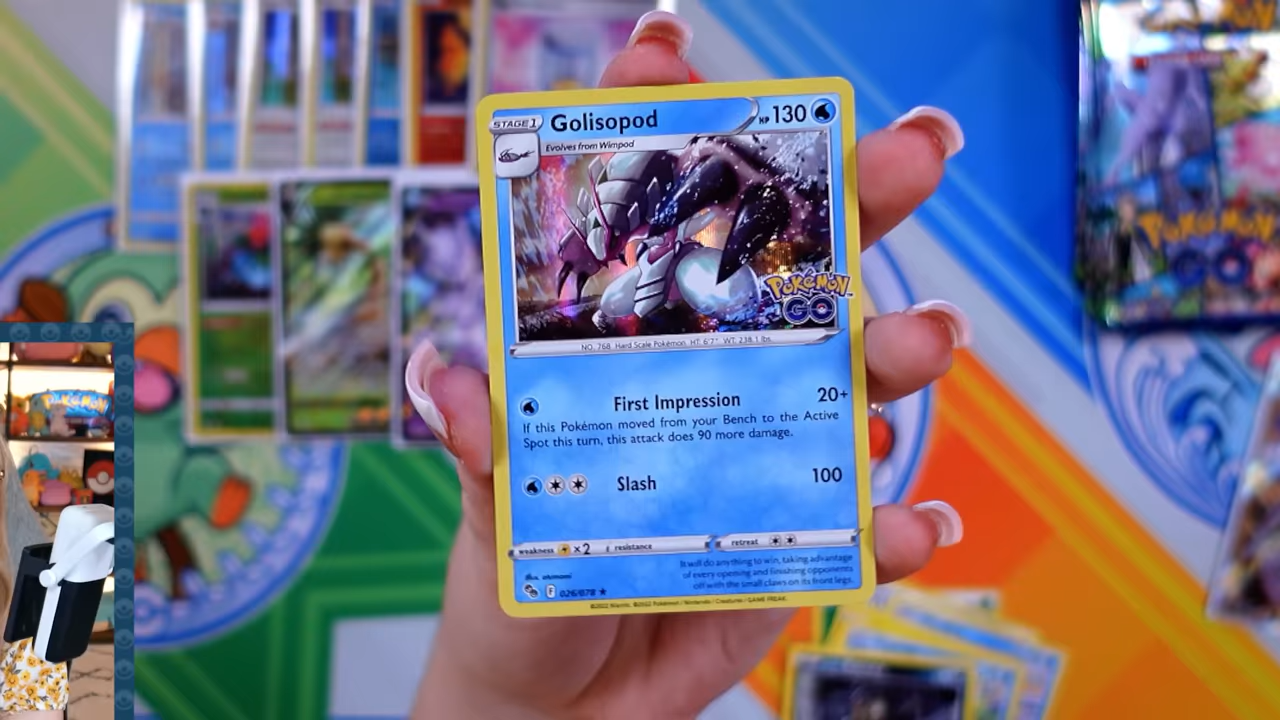 STAGE 1 Golisopod HP 130
Evolves from Wimpod
POKÉMON
GO
NO. 768 Hard Scale Pokémon HT: 6'7" WT: 238.1 lbs.
First Impression 20+
If this Pokémon moved from your Bench to the Active
Spot this turn, this attack does 90 more damage.
Slash 100
weakness ×2 resistance retreat
It will do anything to win, taking advantage
of every opening and finishing opponents
off with the small claws on its front legs.
F 026/078
©2022 Niantic ©2022 Pokémon / Nintendo / Creatures / GAME FREAK
POKÉMON
GO
POKÉMON